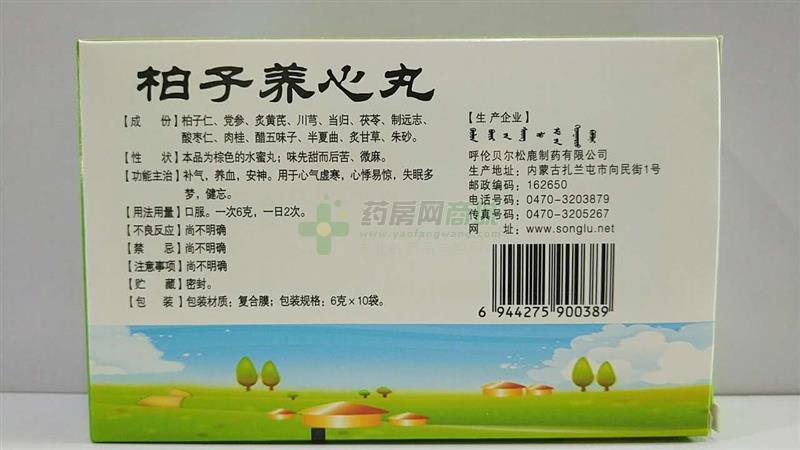 柏子养心丸
【成 份】柏子仁、党参、炙黄芪、川芎、当归、茯苓、制远志、
酸枣仁、肉桂、醋五味子、半夏曲、炙甘草、朱砂。
【性 状】本品为棕色的水蜜丸；味先甜而后苦、微麻。
【功能主治】补气，养血，安神。用于心气虚寒，心悸易惊，失眠多
梦，健忘。
【用法用量】口服。一次6克，一日2次。
【不良反应】尚不明确
【禁 忌】尚不明确
【注意事项】尚不明确
【贮 藏】密封。
【包 装】包装材质：复合膜；包装规格：6克×10袋。
【生产企业】
呼伦贝尔松鹿制药有限公司
生产地址：内蒙古扎兰屯市向民街1号
邮政编码：162650
电话号码：0470-3203879
传真号码：0470-3205267
网 址：www.songlu.net
6 944275 900389
药房网商城
www.yaofangwang.com